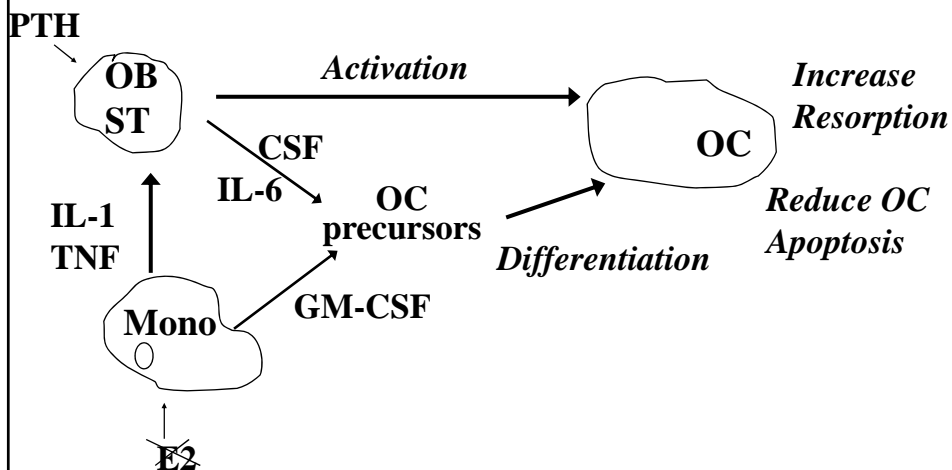 PTH
OB
ST
Activation
Increase
Resorption
OC
CSF
IL-6
OC
precursors
Reduce OC
Apoptosis
IL-1
TNF
Differentiation
GM-CSF
Mono
E2